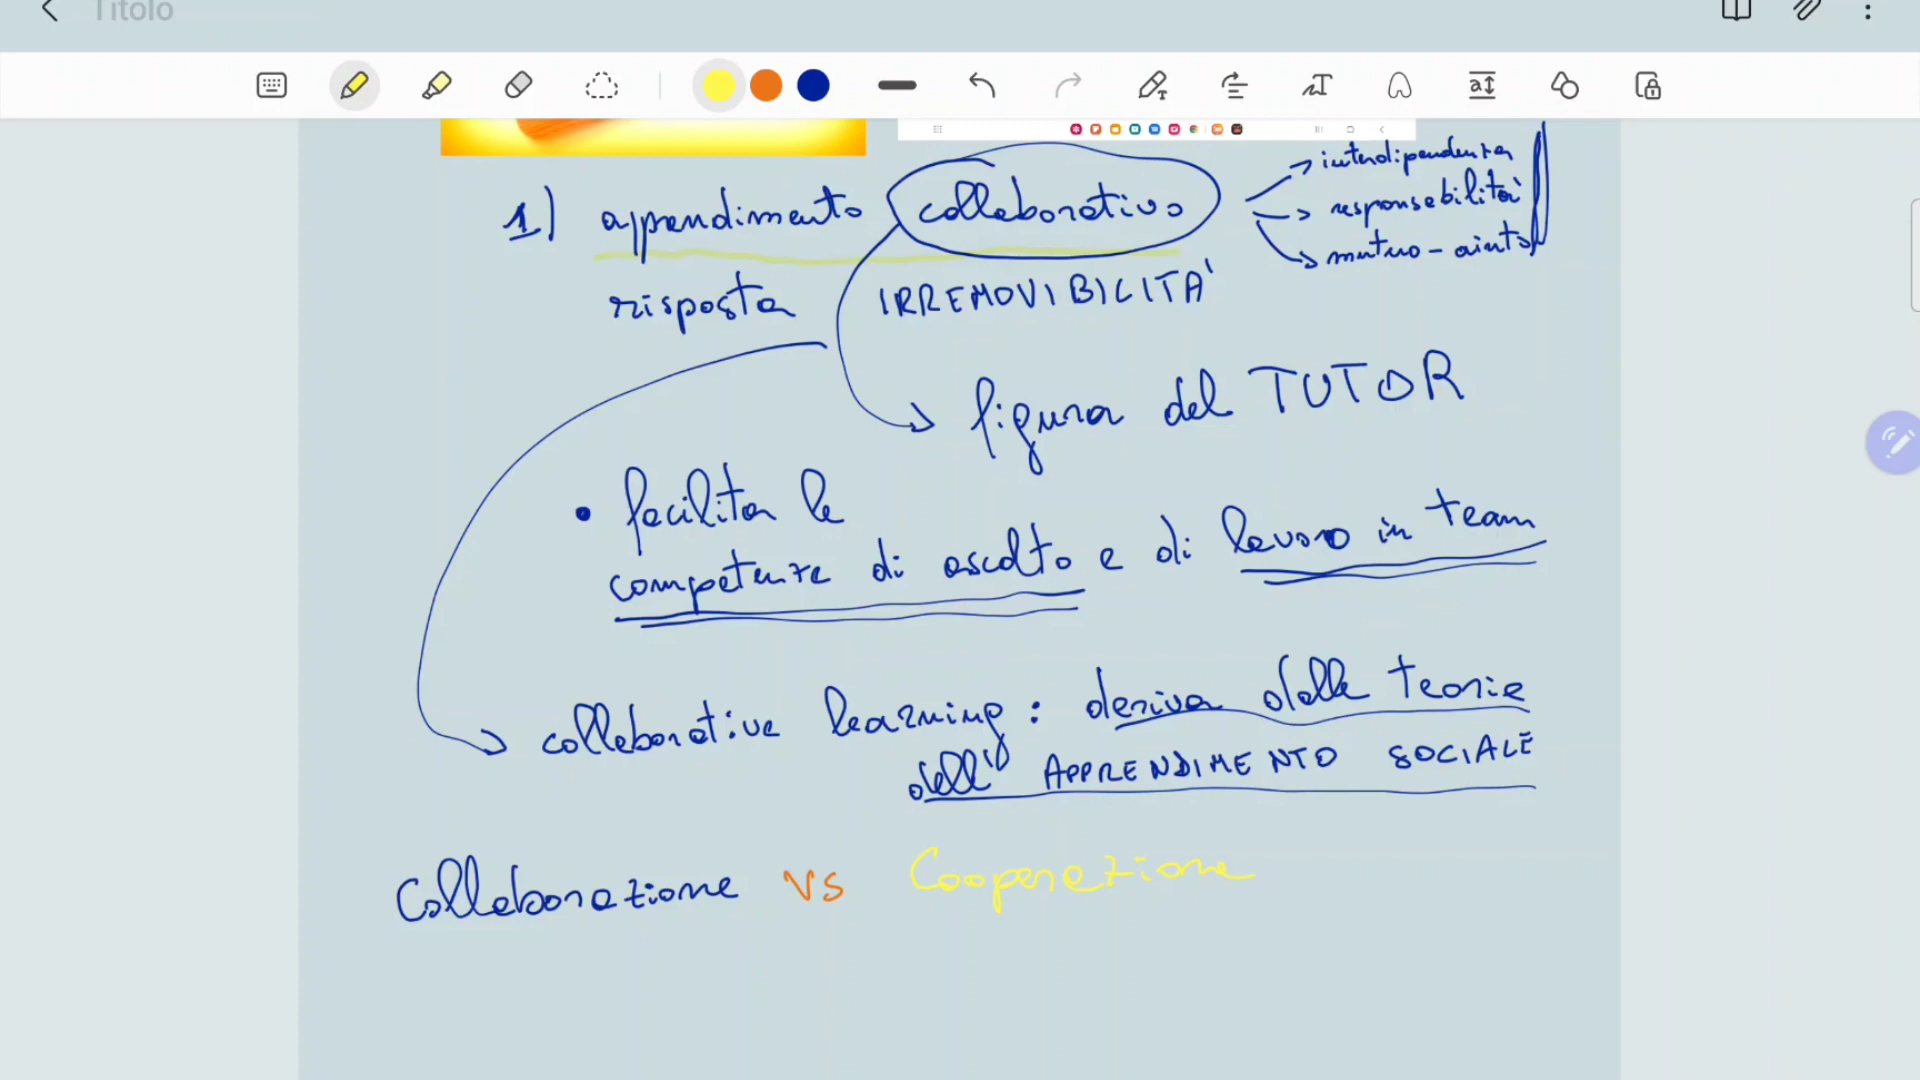 Titolo
1) apprendimento collaborativo
→ interdipendenza
→ responsabilità
→ mutuo-aiuto
risposta IRREMOVIBILITÀ
→ figura del TUTOR
• facilita le
competenze di ascolto e di lavoro in team
→ collaborative learning: deriva dalle teorie
dell' APPRENDIMENTO SOCIALE
Collaborazione vs Cooperazione